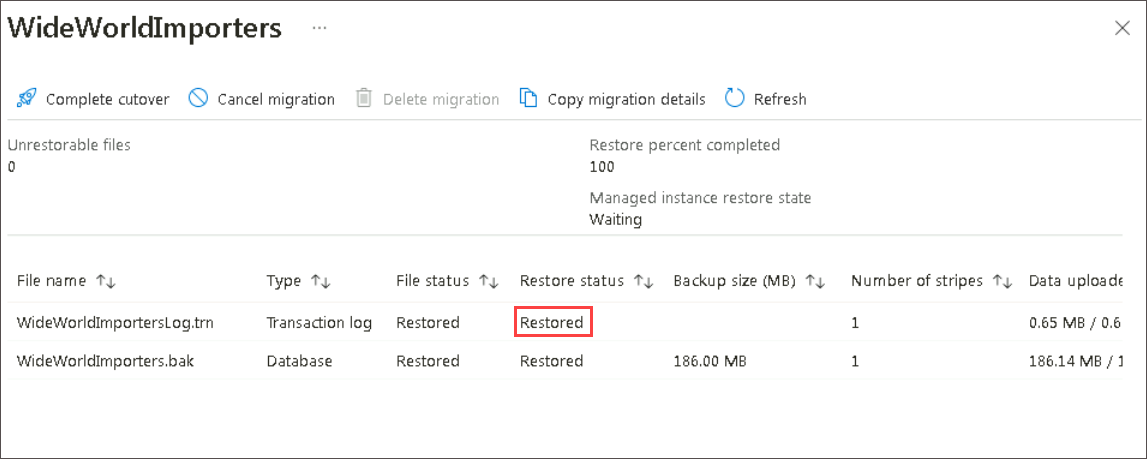 WideWorldImporters ...
Complete cutover Cancel migration Delete migration Copy migration details Refresh
Unrestorable files
0
Restore percent completed
100
Managed instance restore state
Waiting
File name Type File status Restore status Backup size (MB) Number of stripes Data uploade
WideWorldImportersLog.trn Transaction log Restored Restored 1 0.65 MB / 0.6
WideWorldImporters.bak Database Restored Restored 186.00 MB 1 186.14 MB / 1